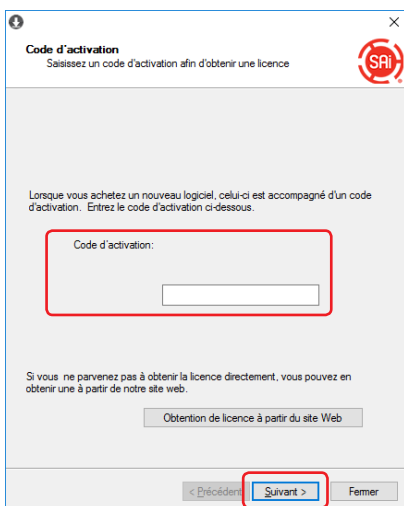 Code d'activation
Saisissez un code d'activation afin d'obtenir une licence
SAi
Lorsque vous achetez un nouveau logiciel, celui-ci est accompagné d'un code
d'activation. Entrez le code d'activation ci-dessous.
Code d'activation:
Si vous ne parvenez pas à obtenir la licence directement, vous pouvez en
obtenir une à partir de notre site web.
Obtention de licence à partir du site Web
< Précédent
Suivant >
Fermer